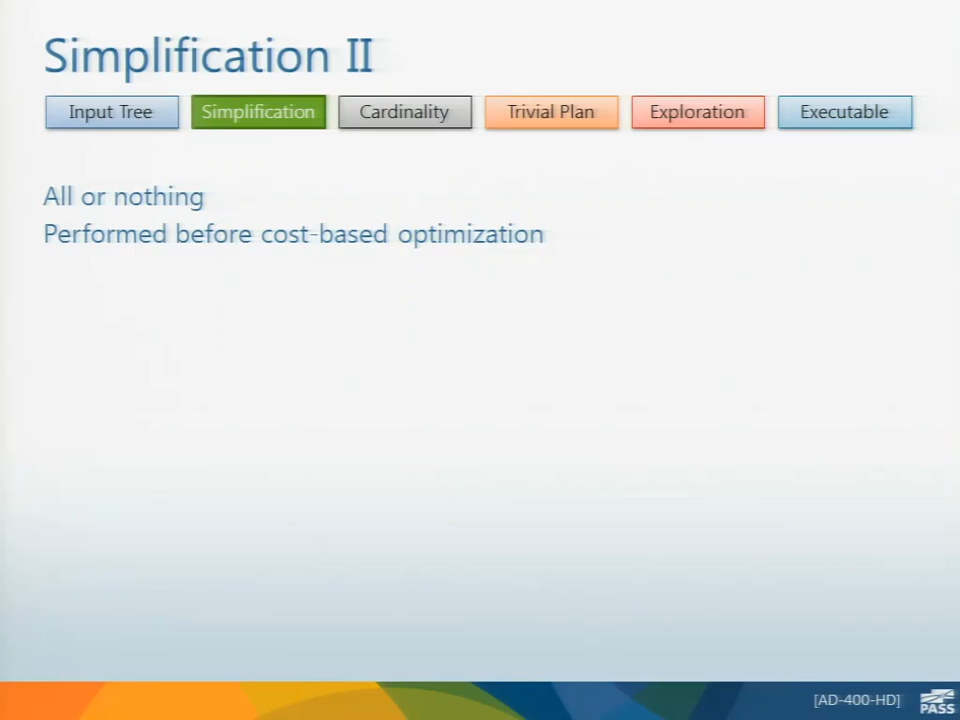 Simplification II
Input Tree Simplification Cardinality Trivial Plan Exploration Executable
All or nothing
Performed before cost-based optimization
[AD-400-HD]
PASS